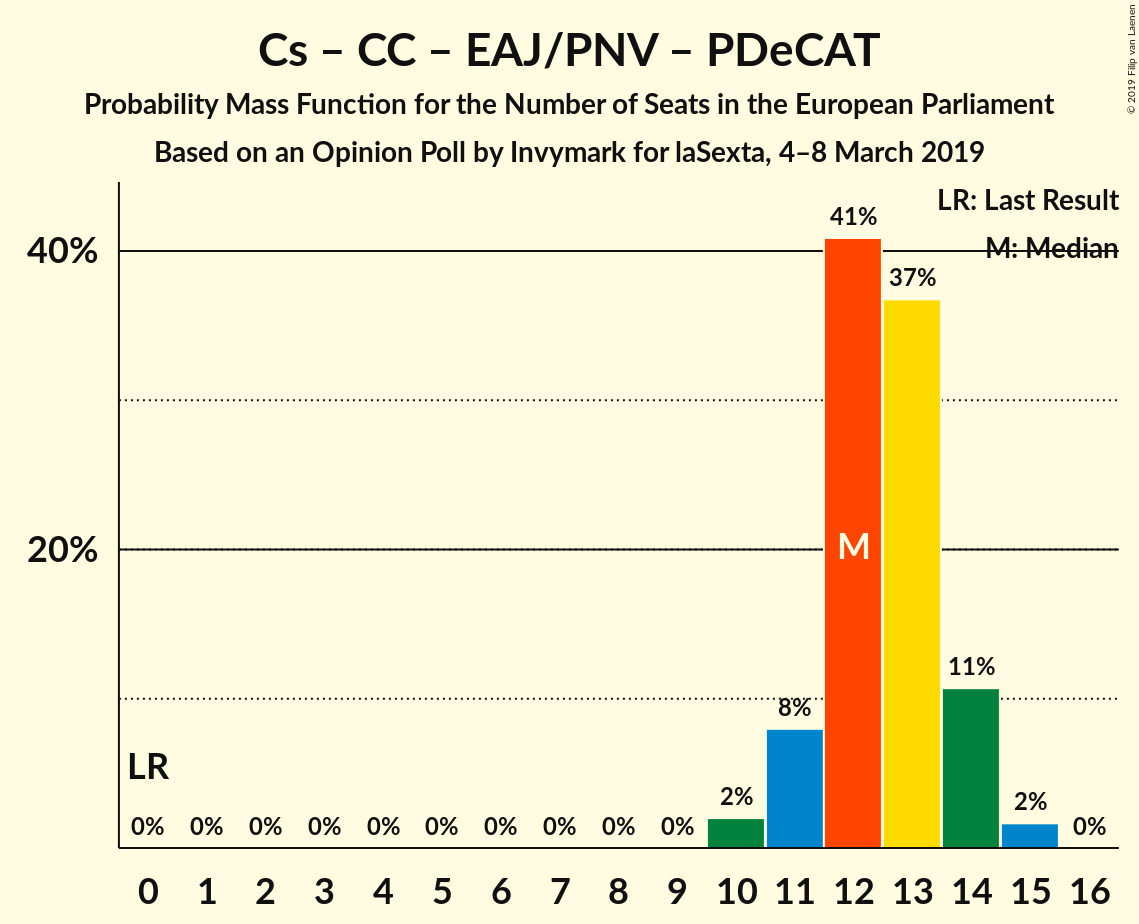 Cs – CC – EAJ/PNV – PDeCAT
Probability Mass Function for the Number of Seats in the European Parliament
Based on an Opinion Poll by Invymark for laSexta, 4–8 March 2019
© 2019 Filip van Laenen
LR: Last Result
M: Median
40%
20%
41%
37%
M
11%
8%
LR
2%
2%
0% 0% 0% 0% 0% 0% 0% 0% 0% 0% 0%
0 1 2 3 4 5 6 7 8 9 10 11 12 13 14 15 16